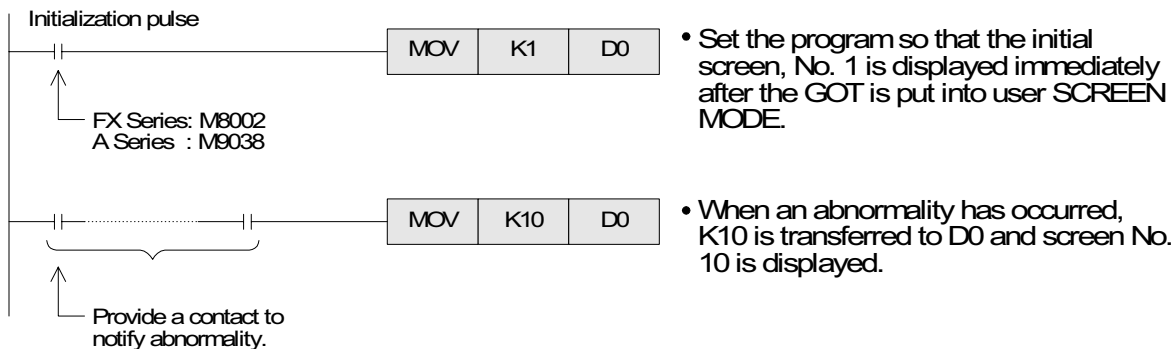 Initialization pulse
MOV K1 D0
FX Series: M8002
A Series : M9038
• Set the program so that the initial
screen, No. 1 is displayed immediately
after the GOT is put into user SCREEN
MODE.
MOV K10 D0
Provide a contact to
notify abnormality.
• When an abnormality has occurred,
K10 is transferred to D0 and screen No.
10 is displayed.